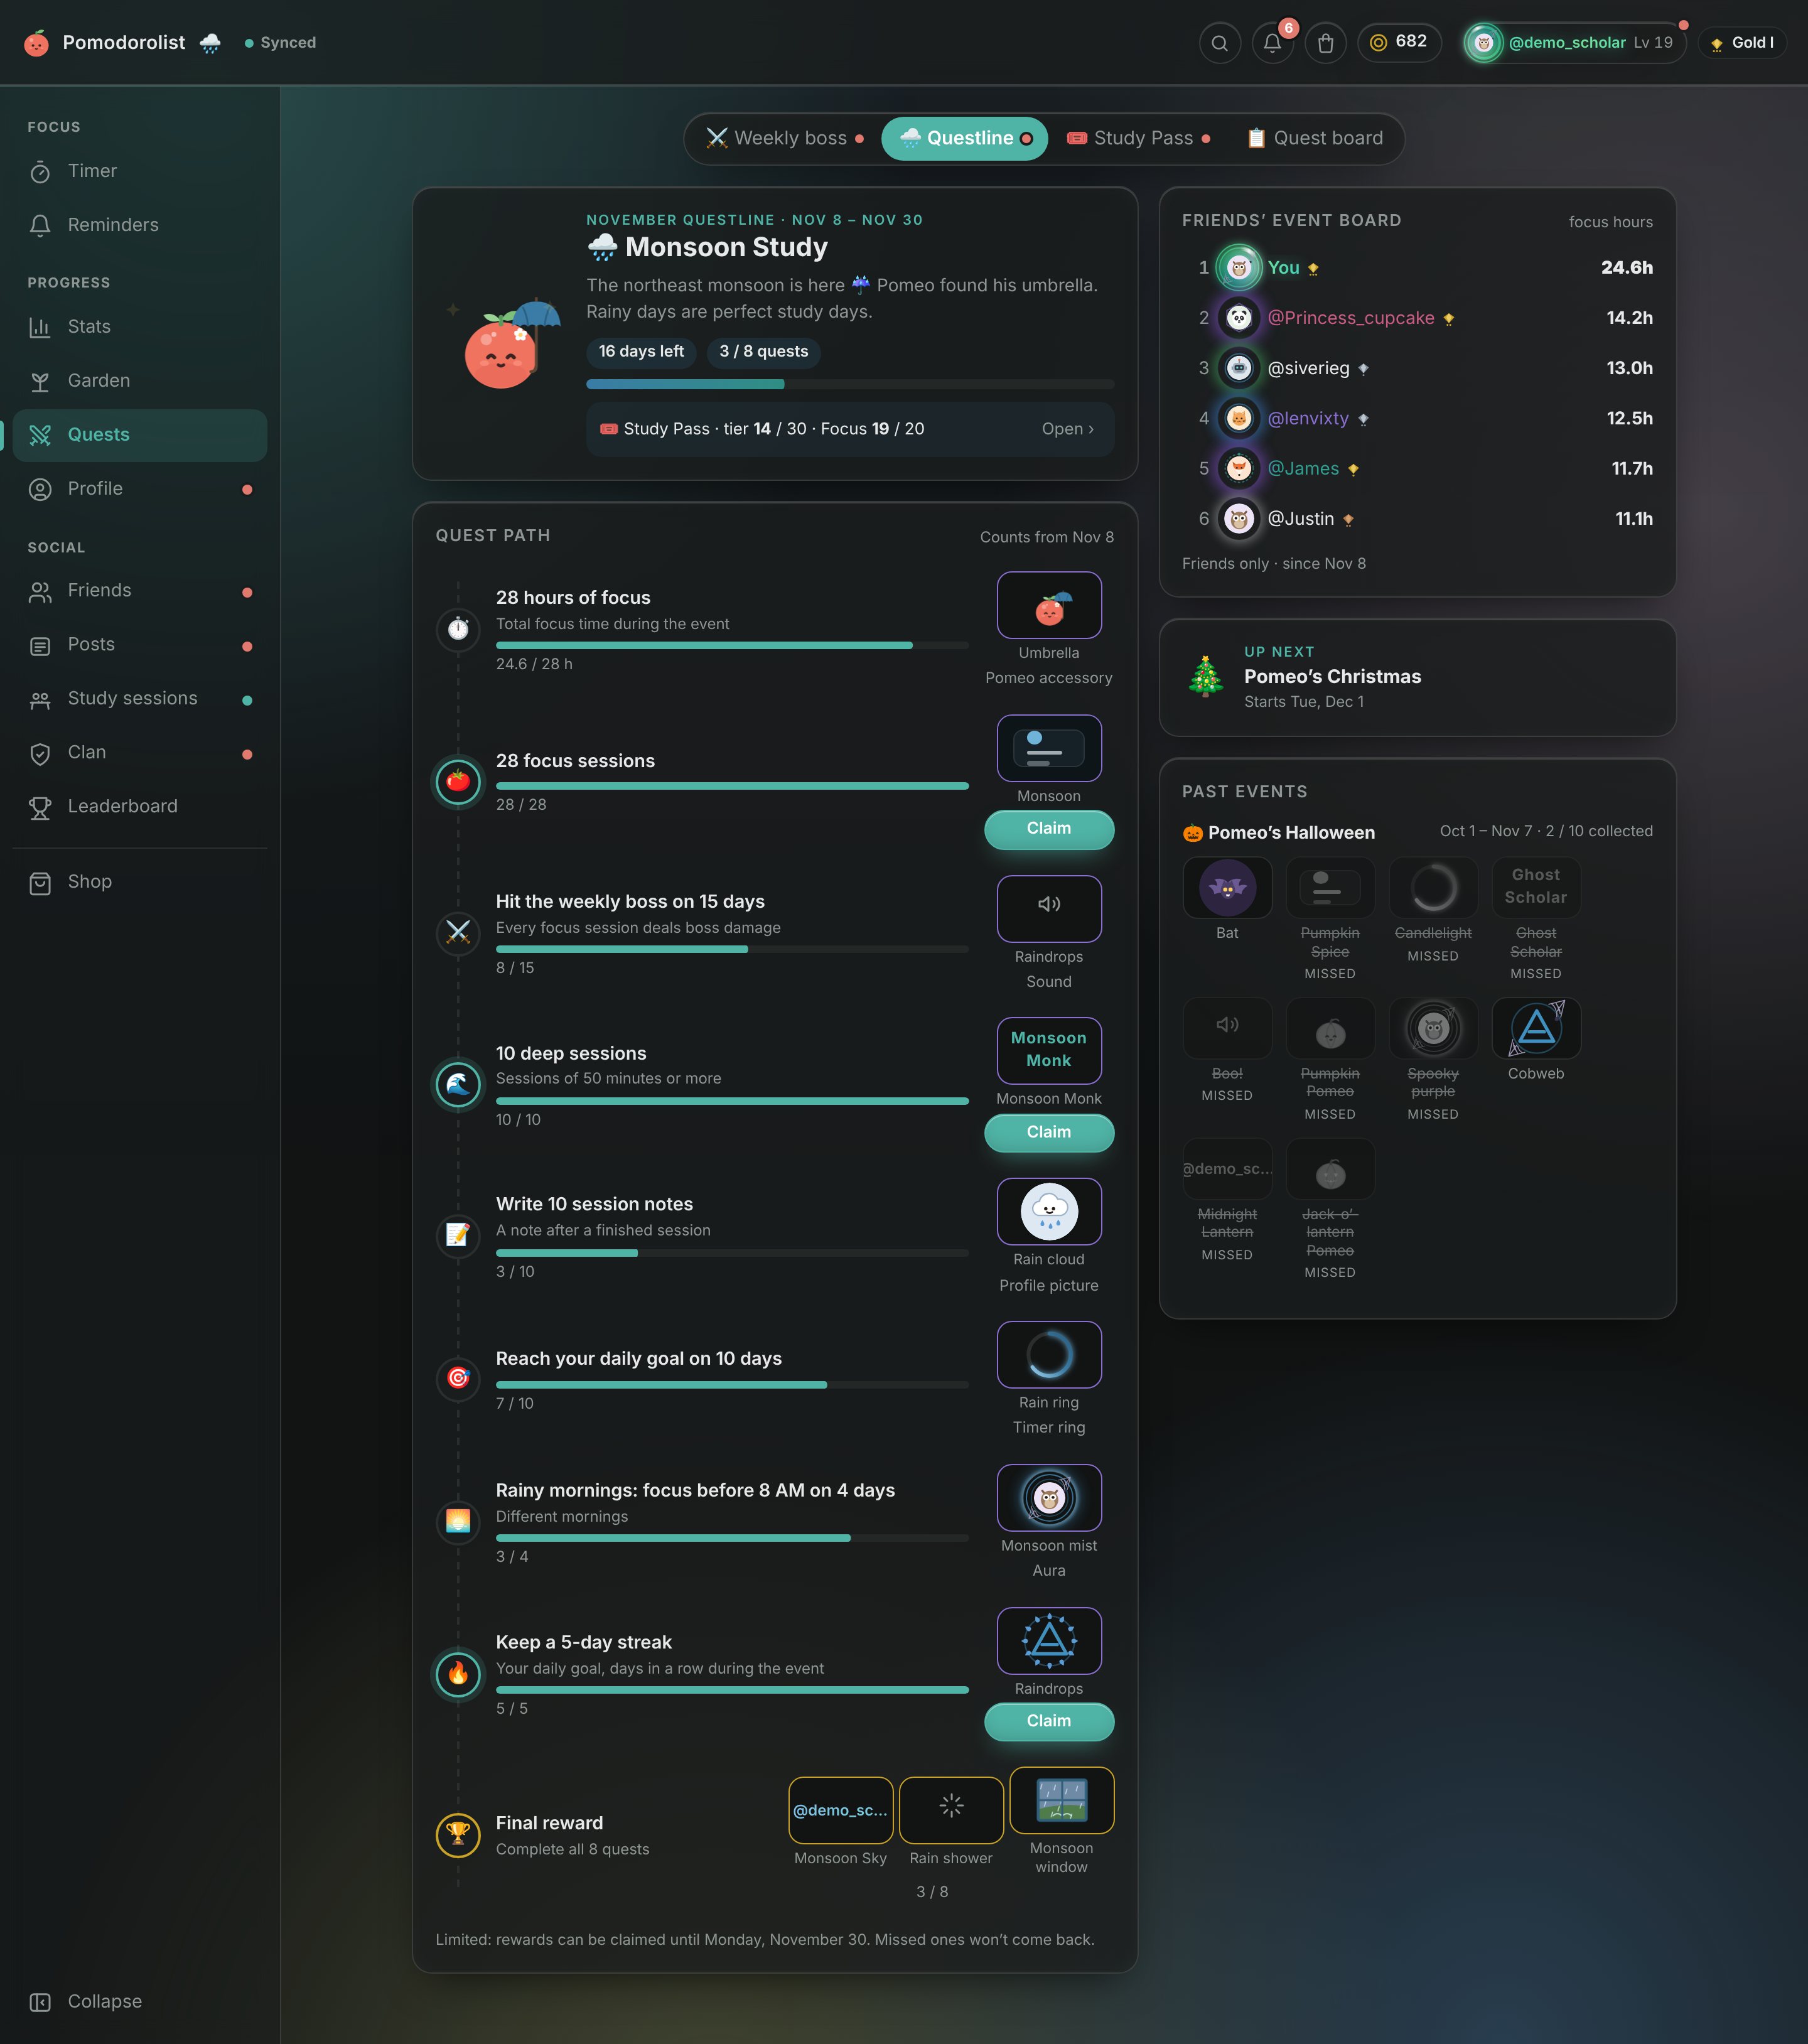 Pomodorolist
Synced
6
682
@demo_scholar Lv 19
Gold I
FOCUS
Timer
Reminders
PROGRESS
Stats
Garden
Quests
Profile
SOCIAL
Friends
Posts
Study sessions
Clan
Leaderboard
Shop
Collapse
Weekly boss
Questline
Study Pass
Quest board
NOVEMBER QUESTLINE · NOV 8 – NOV 30
Monsoon Study
The northeast monsoon is here ☔ Pomeo found his umbrella.
Rainy days are perfect study days.
16 days left
3 / 8 quests
Study Pass · tier 14 / 30 · Focus 19 / 20
Open ›
QUEST PATH
Counts from Nov 8
28 hours of focus
Total focus time during the event
24.6 / 28 h
Umbrella
Pomeo accessory
28 focus sessions
28 / 28
Monsoon
Claim
Hit the weekly boss on 15 days
Every focus session deals boss damage
8 / 15
Raindrops
Sound
10 deep sessions
Sessions of 50 minutes or more
10 / 10
Monsoon
Monk
Monsoon Monk
Claim
Write 10 session notes
A note after a finished session
3 / 10
Rain cloud
Profile picture
Reach your daily goal on 10 days
7 / 10
Rain ring
Timer ring
Rainy mornings: focus before 8 AM on 4 days
Different mornings
3 / 4
Monsoon mist
Aura
Keep a 5-day streak
Your daily goal, days in a row during the event
5 / 5
Raindrops
Claim
Final reward
Complete all 8 quests
@demo_sc…
Monsoon Sky
Rain shower
Monsoon
window
3 / 8
Limited: rewards can be claimed until Monday, November 30. Missed ones won’t come back.
FRIENDS’ EVENT BOARD
focus hours
1 You 24.6h
2 @Princess_cupcake 14.2h
3 @siverieg 13.0h
4 @lenvixty 12.5h
5 @James 11.7h
6 @Justin 11.1h
Friends only · since Nov 8
UP NEXT
Pomeo’s Christmas
Starts Tue, Dec 1
PAST EVENTS
Pomeo’s Halloween
Oct 1 – Nov 7 · 2 / 10 collected
Bat
Pumpkin
Spice
MISSED
Candlelight
MISSED
Ghost
Scholar
Ghost
Scholar
MISSED
Boo!
MISSED
Pumpkin
Pomeo
MISSED
Spooky
purple
MISSED
Cobweb
@demo_sc…
Midnight
Lantern
MISSED
Jack-o’-
lantern
Pomeo
MISSED